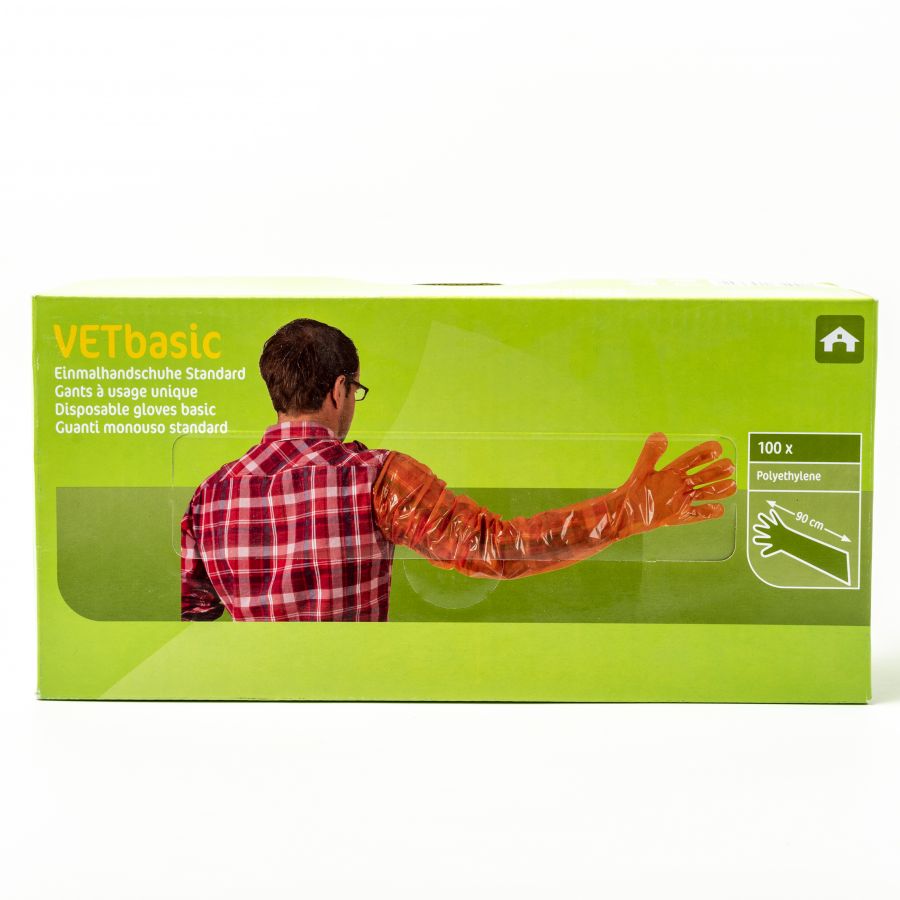 VETbasic
Einmalhandschuhe Standard
Gants à usage unique
Disposable gloves basic
Guanti monouso standard
100 x
Polyethylene
90 cm